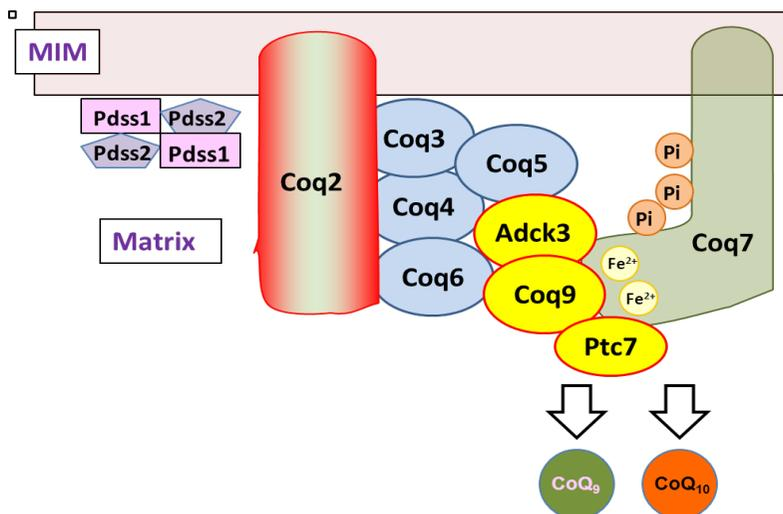 MIM
Pdss1 Pdss2
Pdss2 Pdss1
Coq2
Coq3
Coq5
Coq4
Coq6
Adck3
Coq9
Ptc7
Pi
Pi
Pi
Coq7
Fe²⁺
Fe²⁺
Matrix
CoQ₉ CoQ₁₀